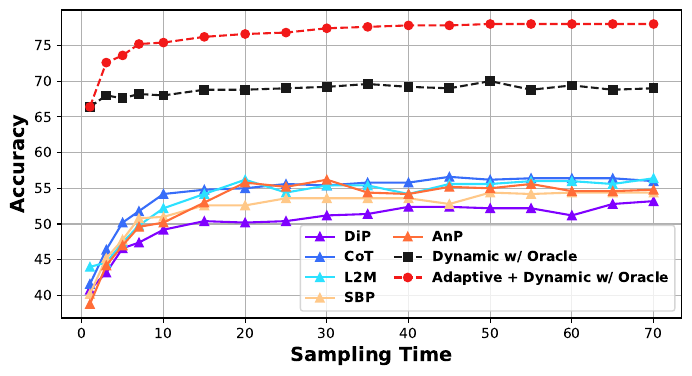 75
70
65
60
55
50
45
40
Accuracy
DiP
CoT
L2M
SBP
AnP
Dynamic w/ Oracle
Adaptive + Dynamic w/ Oracle
0 10 20 30 40 50 60 70
Sampling Time